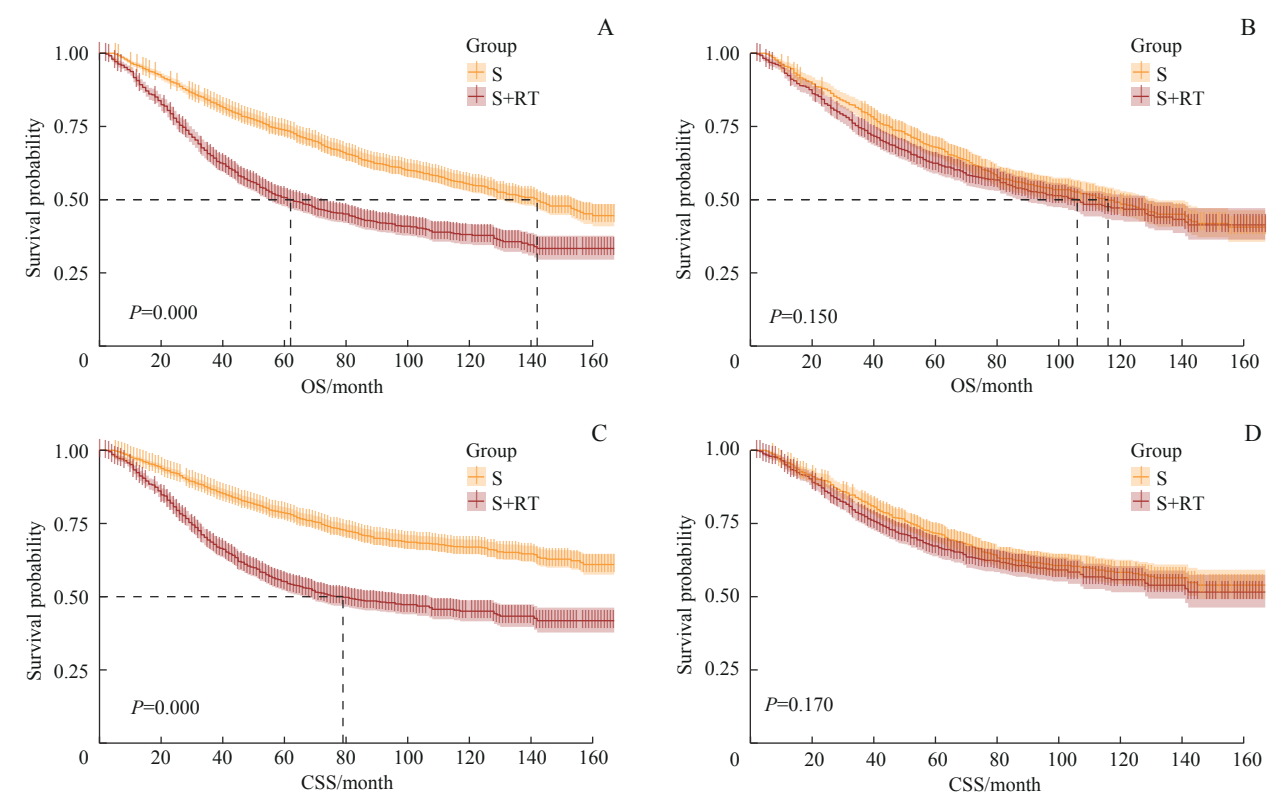 A
Group
S
S+RT
1.00
0.75
0.50
0.25
Survival probability
P=0.000
0 20 40 60 80 100 120 140 160
OS/month
B
Group
S
S+RT
1.00
0.75
0.50
0.25
Survival probability
P=0.150
0 20 40 60 80 100 120 140 160
OS/month
C
Group
S
S+RT
1.00
0.75
0.50
0.25
Survival probability
P=0.000
0 20 40 60 80 100 120 140 160
CSS/month
D
Group
S
S+RT
1.00
0.75
0.50
0.25
Survival probability
P=0.170
0 20 40 60 80 100 120 140 160
CSS/month